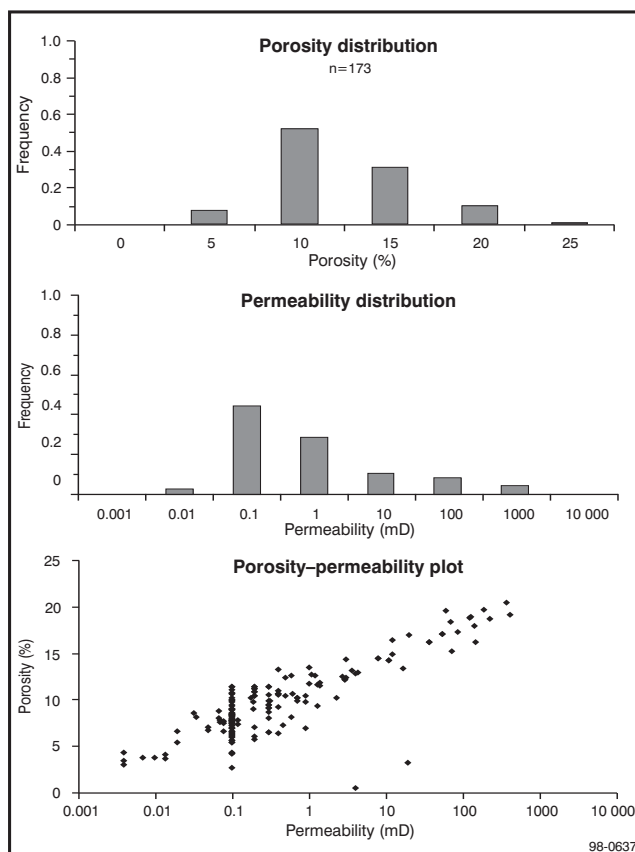 Porosity distribution
n=173
Frequency
1.0
0.8
0.6
0.4
0.2
0
0 5 10 15 20 25
Porosity (%)
Permeability distribution
Frequency
1.0
0.8
0.6
0.4
0.2
0
0.001 0.01 0.1 1 10 100 1000 10 000
Permeability (mD)
Porosity–permeability plot
Porosity (%)
25
20
15
10
5
0
0.001 0.01 0.1 1 10 100 1000 10 000
Permeability (mD)
98-0637